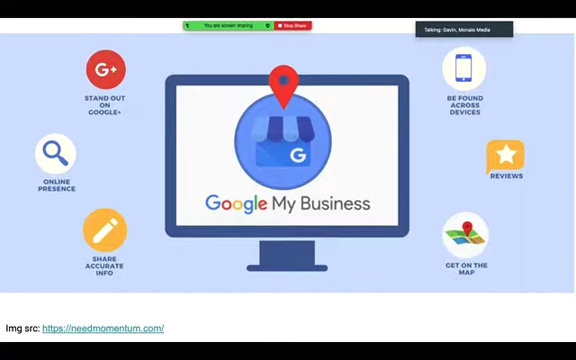 You are screen sharing
Stop Share
Talking: Gavin, Monalo Media
G+
STAND OUT
ON
GOOGLE+
BE FOUND
ACROSS
DEVICES
G
ONLINE
PRESENCE
REVIEWS
Google My Business
SHARE
ACCURATE
INFO
GET ON THE
MAP
Img src: https://needmomentum.com/